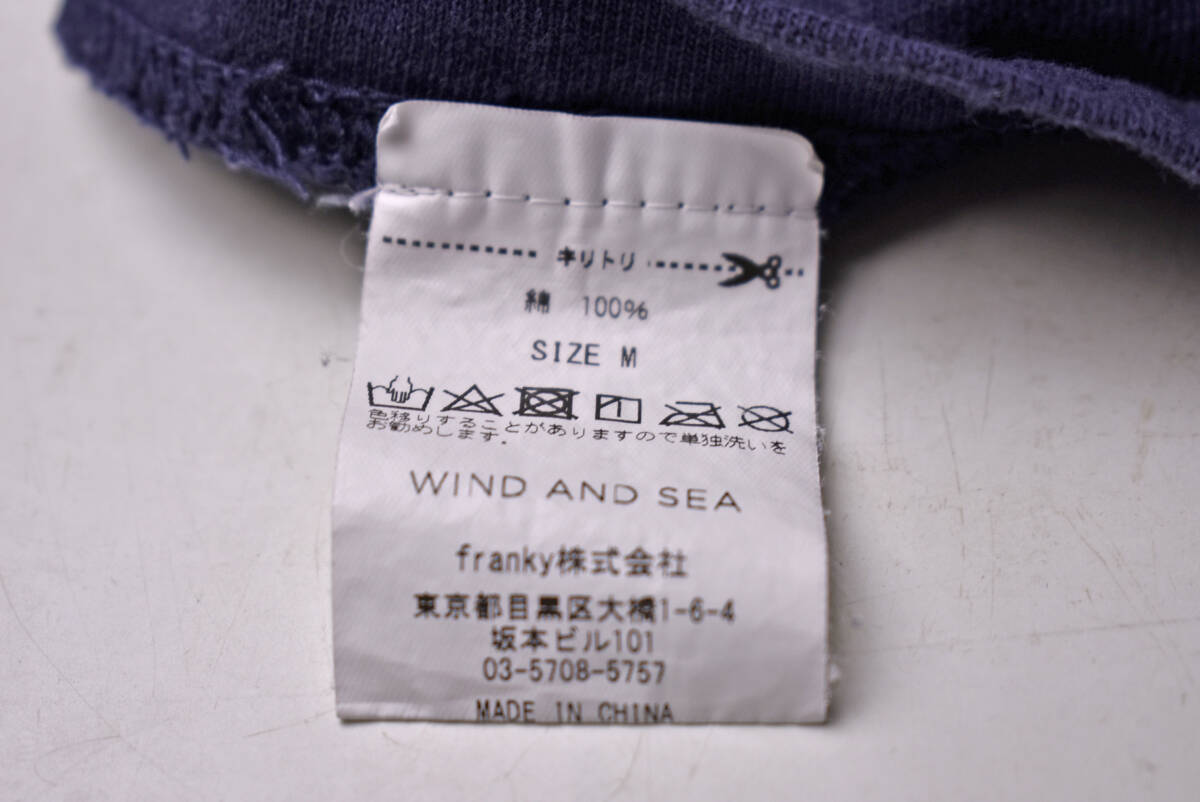 キリトリ
綿 100%
SIZE M
色移りすることがありますので単独洗いを
お勧めします。
WIND AND SEA
franky株式会社
東京都目黒区大橋1-6-4
坂本ビル101
03-5708-5757
MADE IN CHINA